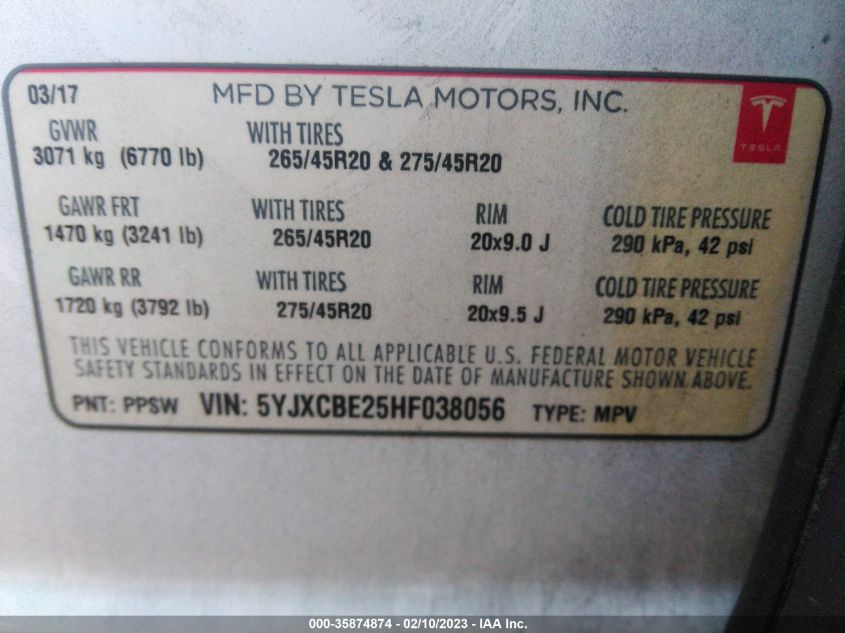 03/17 MFD BY TESLA MOTORS, INC.
TESLA
GVWR WITH TIRES
3071 kg (6770 lb) 265/45R20 & 275/45R20
GAWR FRT WITH TIRES RIM COLD TIRE PRESSURE
1470 kg (3241 lb) 265/45R20 20x9.0 J 290 kPa, 42 psi
GAWR RR WITH TIRES RIM COLD TIRE PRESSURE
1720 kg (3792 lb) 275/45R20 20x9.5 J 290 kPa, 42 psi
THIS VEHICLE CONFORMS TO ALL APPLICABLE U.S. FEDERAL MOTOR VEHICLE
SAFETY STANDARDS IN EFFECT ON THE DATE OF MANUFACTURE SHOWN ABOVE.
PNT: PPSW VIN: 5YJXCBE25HF038056 TYPE: MPV
000-35874874 / 02/10/2023 - IAA Inc.